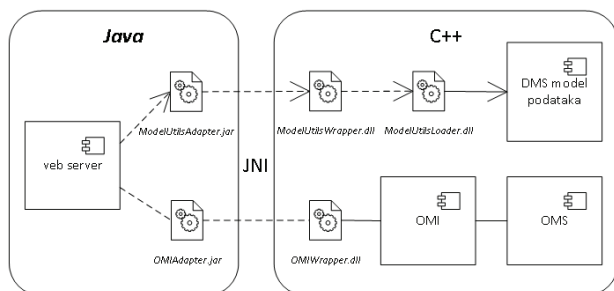 Java
C++
ModelUtilsAdapter.jar
ModelUtilsWrapper.dll
ModelUtilsLoader.dll
DMS model
podataka
veb server
JNI
OMIAdapter.jar
OMIWrapper.dll
OMI
OMS